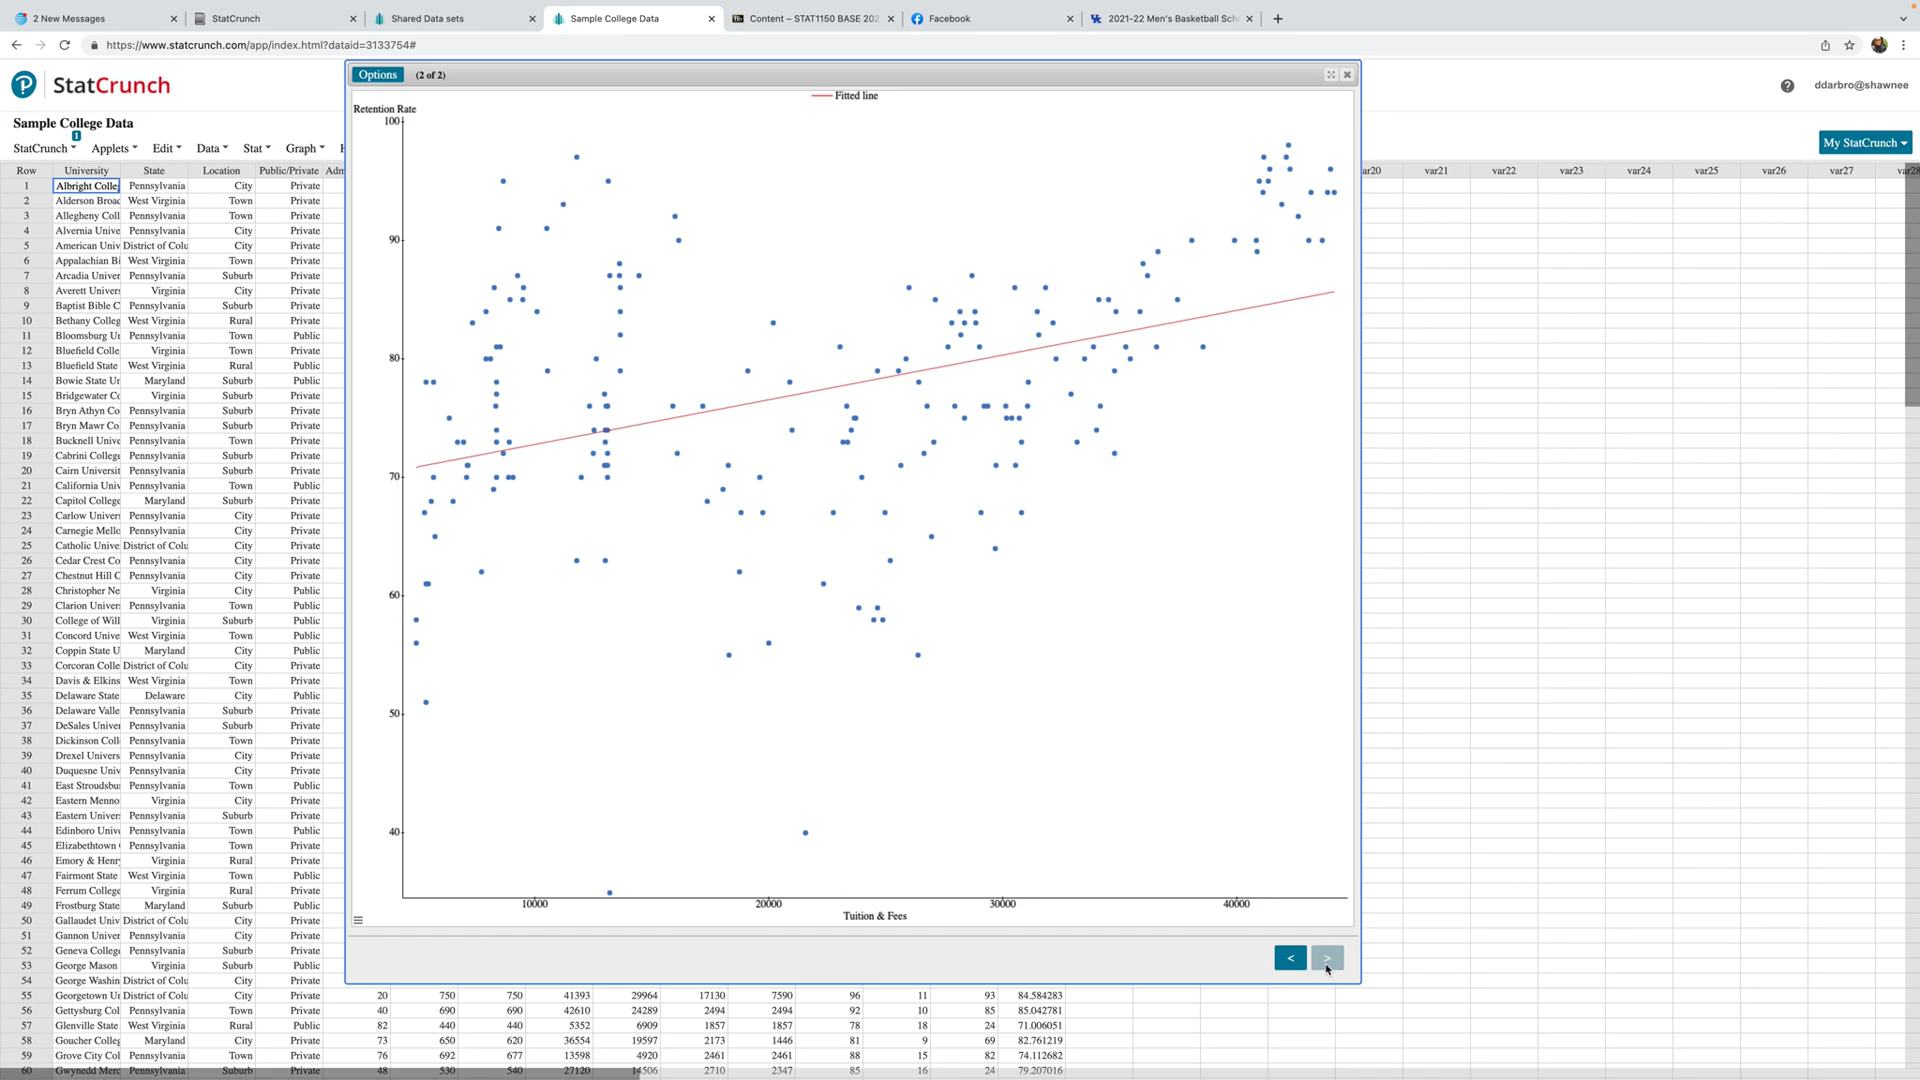 2 New Messages
StatCrunch
Shared Data sets
Sample College Data
Content – STAT1150 BASE 202
Facebook
2021-22 Men's Basketball Sch
https://www.statcrunch.com/app/index.html?dataid=3133754#
StatCrunch
ddarbro@shawnee
Sample College Data
1
StatCrunch Applets Edit Data Stat Graph H
My StatCrunch
Options (2 of 2)
Fitted line
Retention Rate
100
90
80
70
60
50
40
10000 20000 30000 40000
Tuition & Fees
< >
Row University State Location Public/Private Adm ar20 var21 var22 var23 var24 var25 var26 var27 var28
1 Albright Colle Pennsylvania City Private
2 Alderson Broad West Virginia Town Private
3 Allegheny Coll Pennsylvania Town Private
4 Alvernia Unive Pennsylvania City Private
5 American Univ District of Colu City Private
6 Appalachian Bi West Virginia Town Private
7 Arcadia Univer Pennsylvania Suburb Private
8 Averett Univers Virginia City Private
9 Baptist Bible C Pennsylvania Suburb Private
10 Bethany College West Virginia Rural Private
11 Bloomsburg Un Pennsylvania Town Public
12 Bluefield Colle Virginia Town Private
13 Bluefield State West Virginia Rural Public
14 Bowie State Un Maryland Suburb Public
15 Bridgewater Co Virginia Suburb Private
16 Bryn Athyn Co Pennsylvania Suburb Private
17 Bryn Mawr Co Pennsylvania Suburb Private
18 Bucknell Unive Pennsylvania Town Private
19 Cabrini College Pennsylvania Suburb Private
20 Cairn Universit Pennsylvania Suburb Private
21 California Univ Pennsylvania Town Public
22 Capitol College Maryland Suburb Private
23 Carlow Univers Pennsylvania City Private
24 Carnegie Mello Pennsylvania City Private
25 Catholic Unive District of Colu City Private
26 Cedar Crest Co Pennsylvania City Private
27 Chestnut Hill C Pennsylvania City Private
28 Christopher Ne Virginia City Public
29 Clarion Univers Pennsylvania Town Public
30 College of Will Virginia Suburb Public
31 Concord Unive West Virginia Town Public
32 Coppin State U Maryland City Public
33 Corcoran Colle District of Colu City Private
34 Davis & Elkins West Virginia Town Private
35 Delaware State Delaware City Public
36 Delaware Valle Pennsylvania Suburb Private
37 DeSales Univer Pennsylvania Suburb Private
38 Dickinson Coll Pennsylvania Town Private
39 Drexel Univers Pennsylvania City Private
40 Duquesne Univ Pennsylvania City Private
41 East Stroudsbu Pennsylvania Town Public
42 Eastern Menno Virginia City Private
43 Eastern Univers Pennsylvania Suburb Private
44 Edinboro Unive Pennsylvania Town Public
45 Elizabethtown Pennsylvania Town Private
46 Emory & Henry Virginia Rural Private
47 Fairmont State West Virginia Town Public
48 Ferrum College Virginia Rural Private
49 Frostburg State Maryland Suburb Public
50 Gallaudet Univ District of Colu City Private
51 Gannon Univer Pennsylvania City Private
52 Geneva College Pennsylvania Suburb Private
53 George Mason Virginia Suburb Public
54 George Washin District of Colu City Private
55 Georgetown Un District of Colu City Private 20 750 750 41393 29964 17130 7590 96 11 93 84.584283
56 Gettysburg Col Pennsylvania Town Private 40 690 690 42610 24289 2494 2494 92 10 85 85.042781
57 Glenville State West Virginia Rural Public 82 440 440 5352 6909 1857 1857 78 18 24 71.006051
58 Goucher Colleg Maryland City Private 73 650 620 36554 19597 2173 1446 81 9 69 82.761219
59 Grove City Col Pennsylvania Town Private 76 692 677 13598 4920 2461 2461 88 15 82 74.112682
60 Gwynedd Merc Pennsylvania Suburb Private 48 530 540 27120 14506 2710 2347 85 16 24 79.207016